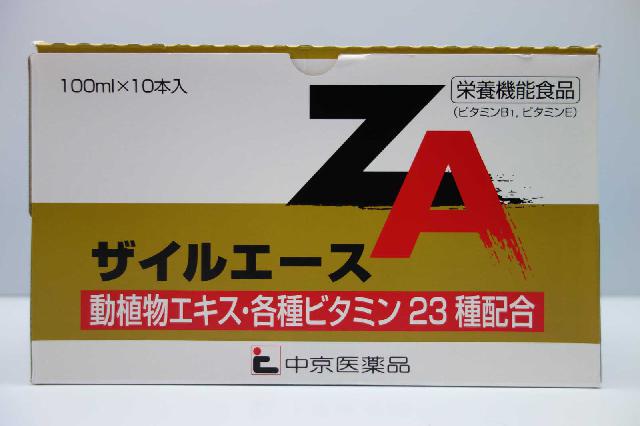 100ml×10本入
栄養機能食品
(ビタミンB1, ビタミンE)
ZA
ザイルエース
動植物エキス・各種ビタミン23種配合
中京医薬品